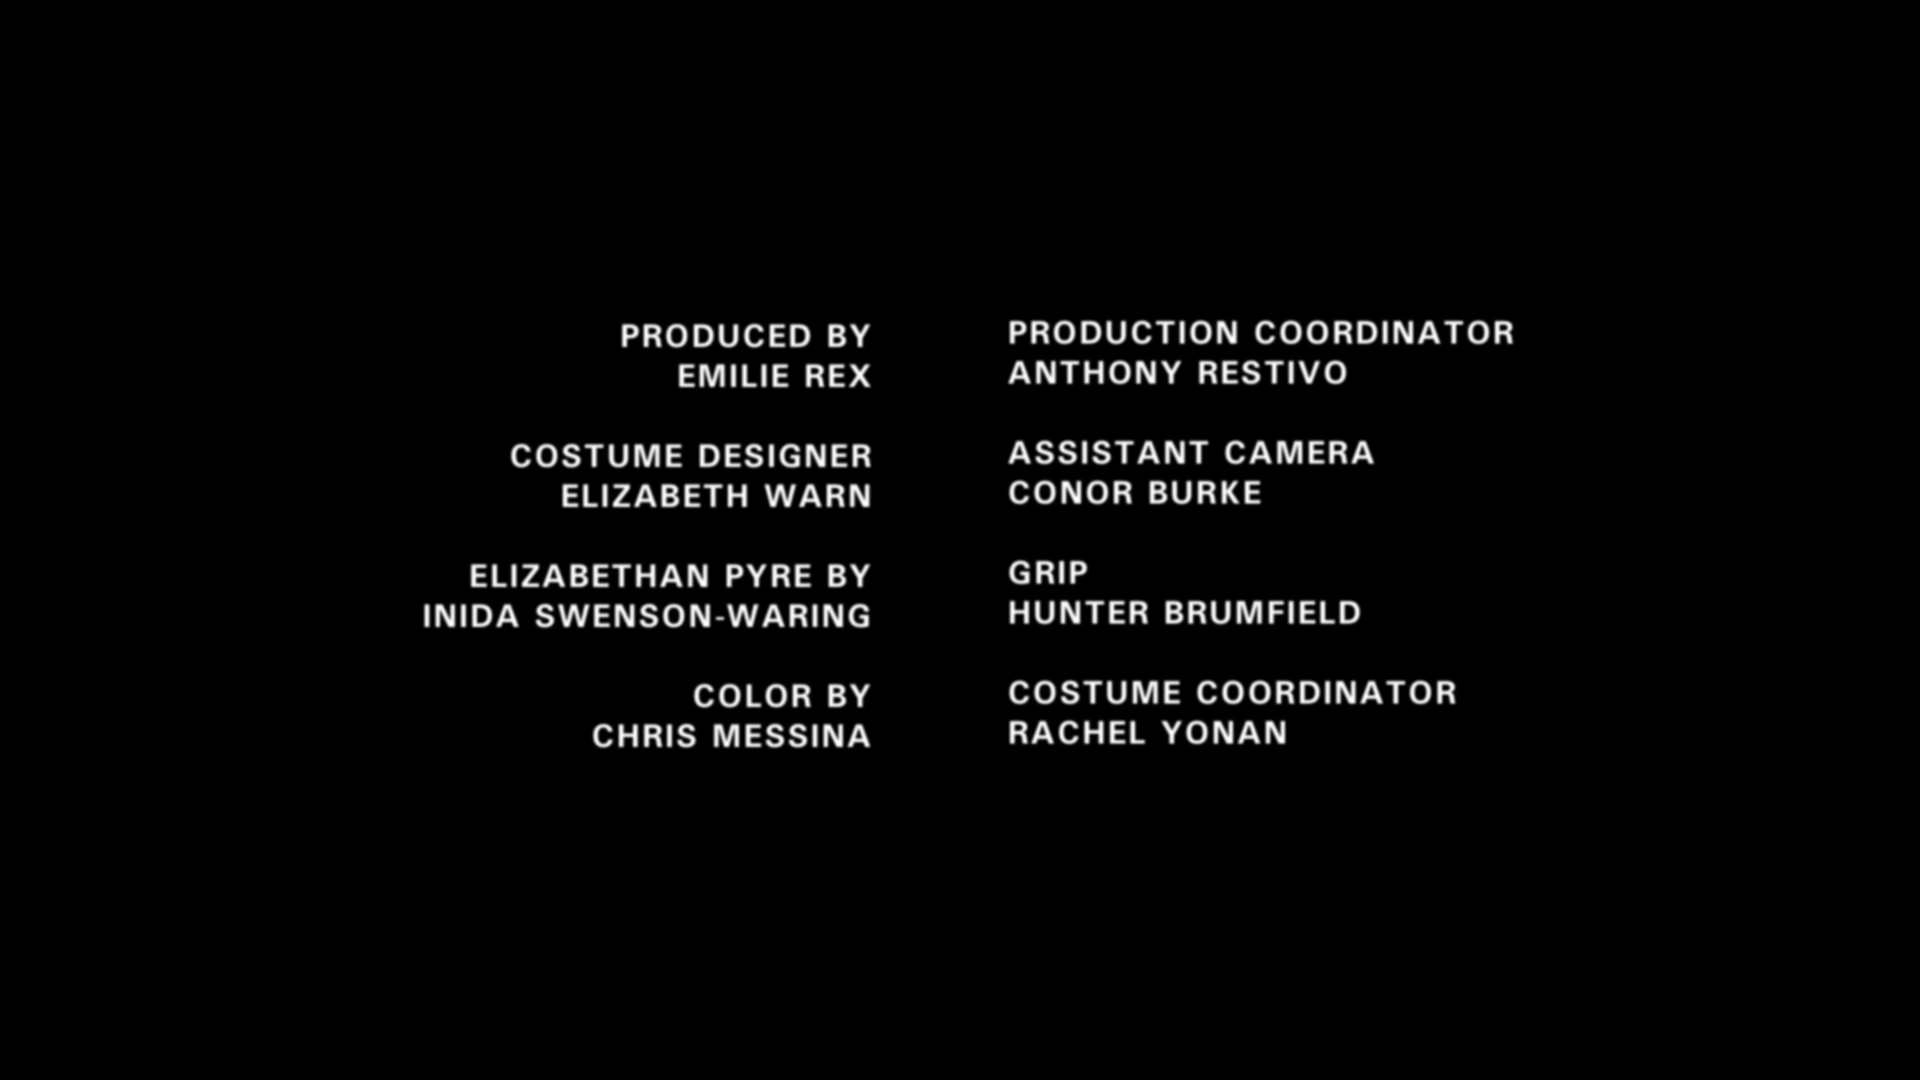 PRODUCED BY
EMILIE REX
COSTUME DESIGNER
ELIZABETH WARN
ELIZABETHAN PYRE BY
INIDA SWENSON-WARING
COLOR BY
CHRIS MESSINA
PRODUCTION COORDINATOR
ANTHONY RESTIVO
ASSISTANT CAMERA
CONOR BURKE
GRIP
HUNTER BRUMFIELD
COSTUME COORDINATOR
RACHEL YONAN